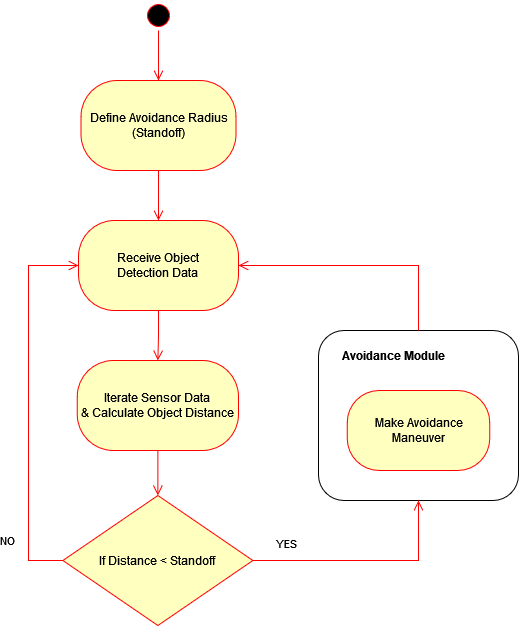 Define Avoidance Radius
(Standoff)
Receive Object
Detection Data
Avoidance Module
Iterate Sensor Data
& Calculate Object Distance
Make Avoidance
Maneuver
NO
If Distance < Standoff
YES